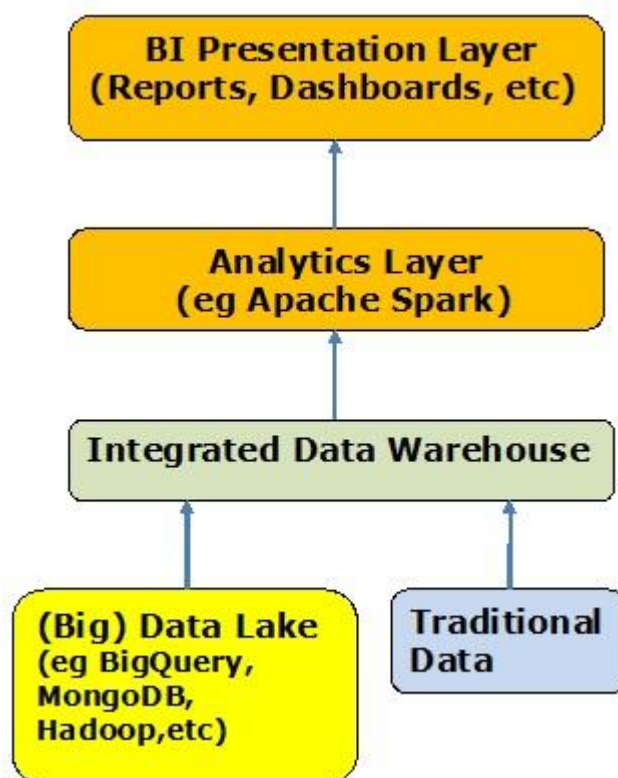 BI Presentation Layer
(Reports, Dashboards, etc)
Analytics Layer
(eg Apache Spark)
Integrated Data Warehouse
(Big) Data Lake
(eg BigQuery,
MongoDB,
Hadoop,etc)
Traditional
Data